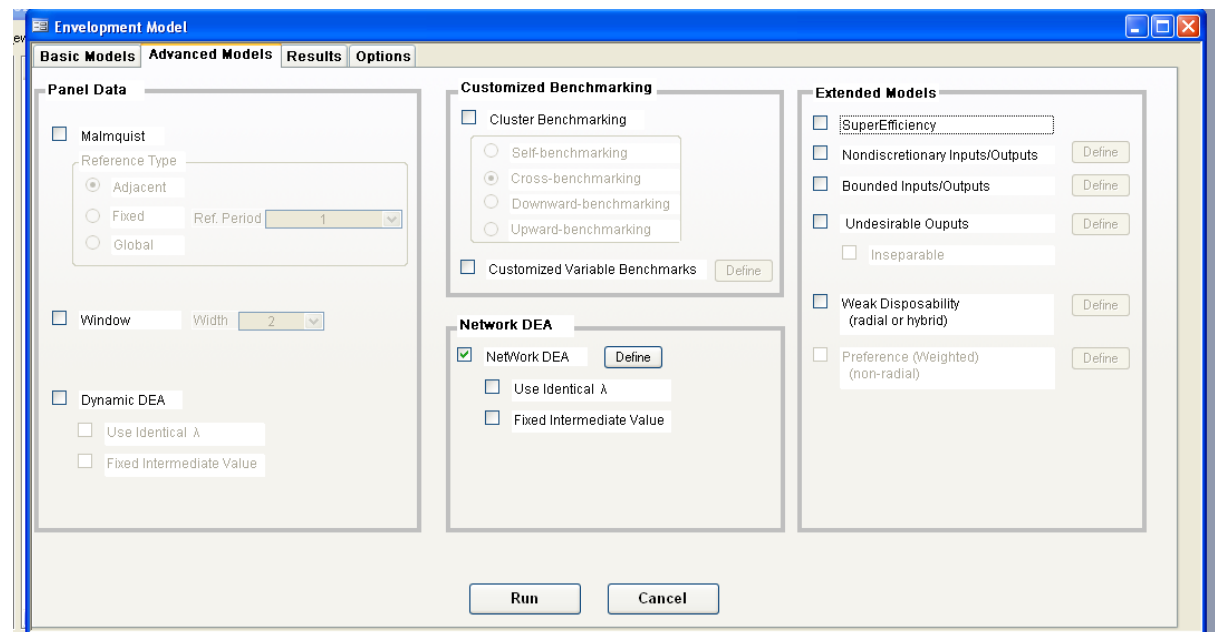 Envelopment Model
ev
Basic Models Advanced Models Results Options
Panel Data
Malmquist
Reference Type
Adjacent
Fixed Ref. Period 1
Global
Window Width 2
Dynamic DEA
Use Identical λ
Fixed Intermediate Value
Customized Benchmarking
Cluster Benchmarking
Self-benchmarking
Cross-benchmarking
Downward-benchmarking
Upward-benchmarking
Customized Variable Benchmarks Define
Network DEA
NetWork DEA Define
Use Identical λ
Fixed Intermediate Value
Extended Models
SuperEfficiency
Nondiscretionary Inputs/Outputs Define
Bounded Inputs/Outputs Define
Undesirable Ouputs Define
Inseparable
Weak Disposability Define
(radial or hybrid)
Preference (Weighted) Define
(non-radial)
Run Cancel